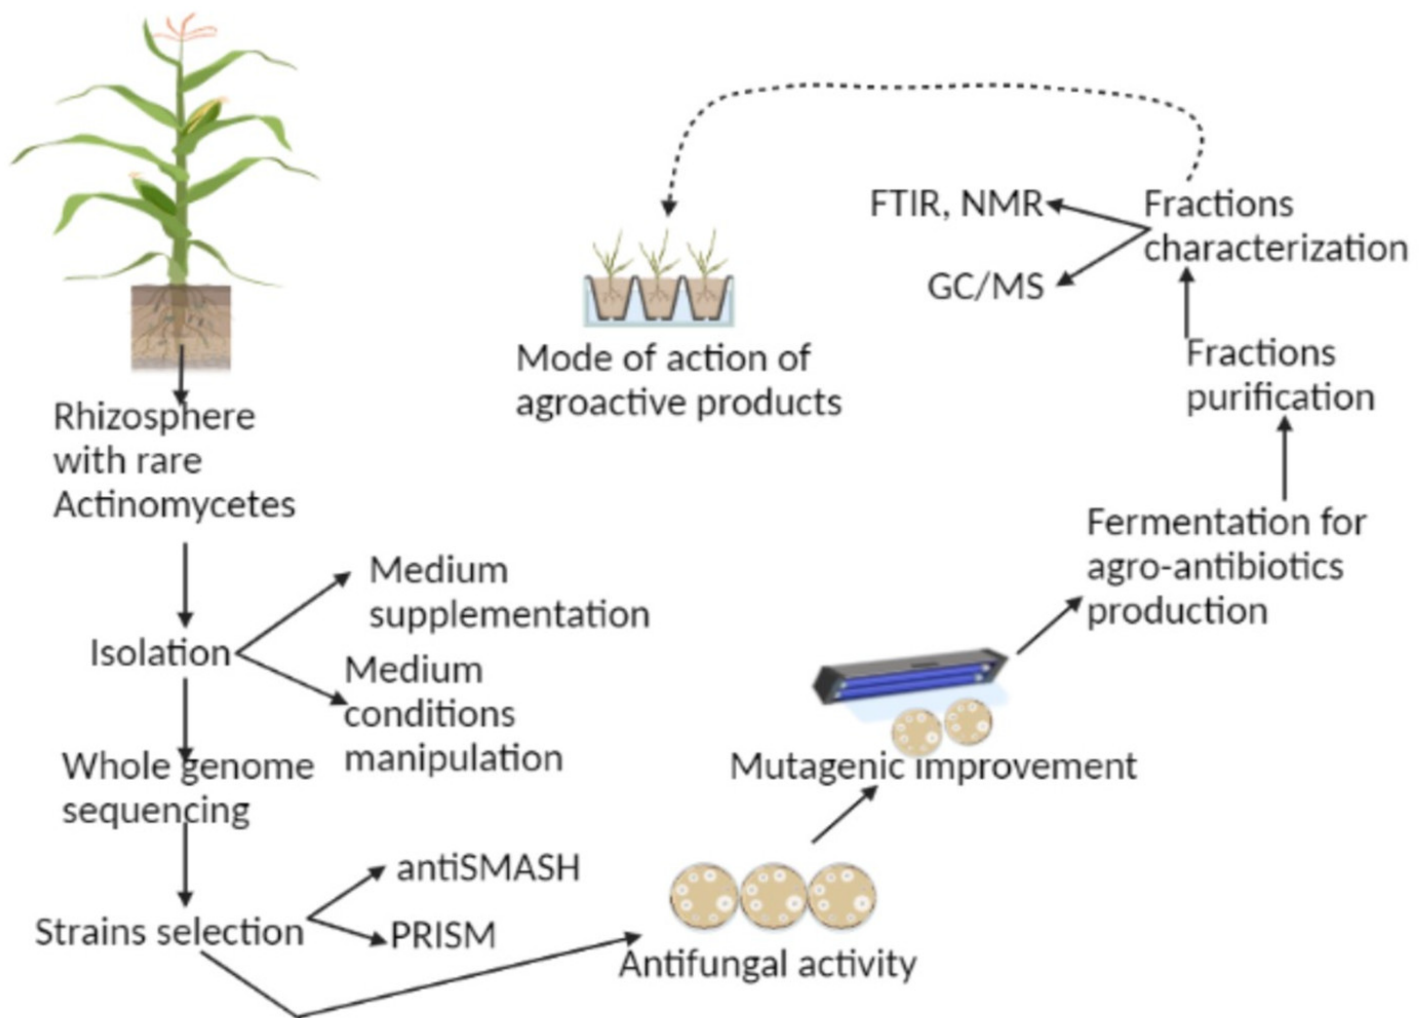 Rhizosphere
with rare
Actinomycetes
Isolation
Medium
supplementation
Medium
conditions
manipulation
Whole genome
sequencing
Strains selection
antiSMASH
PRISM
Antifungal activity
Mutagenic improvement
Fermentation for
agro-antibiotics
production
Fractions
purification
Fractions
characterization
FTIR, NMR
GC/MS
Mode of action of
agroactive products